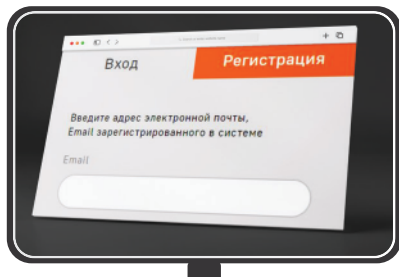 Вход
Регистрация
Введите адрес электронной почты,
Email зарегистрированного в системе
Email